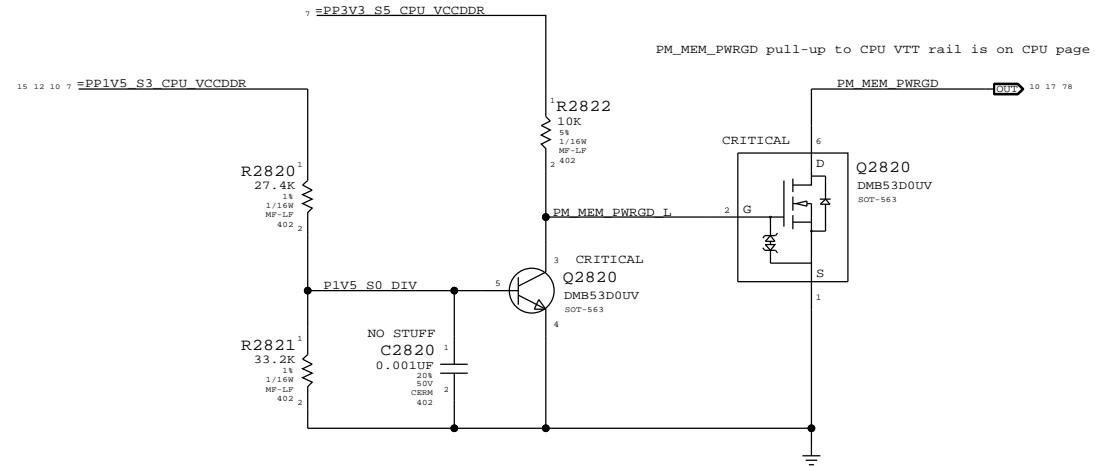 7 =PP3V3_S5_CPU_VCCDDR
PM_MEM_PWRGD pull-up to CPU VTT rail is on CPU page
15 12 10 7 =PP1V5_S3_CPU_VCCDDR
PM_MEM_PWRGD OUT 10 17 78
1
R2822
10K
5%
1/16W
MF-LF
402
2
CRITICAL
6
D
Q2820
DMB53D0UV
SOT-563
2 G
S
1
R2820
1
27.4K
1%
1/16W
MF-LF
402
2
PM_MEM_PWRGD_L
3 CRITICAL
Q2820
DMB53D0UV
SOT-563
5
4
P1V5_S0_DIV
R2821
1
33.2K
1%
1/16W
MF-LF
402
2
NO STUFF
C2820
1
0.001UF
20%
50V
CERM
402
2